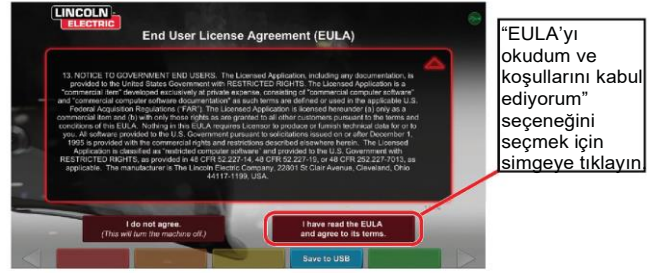 LINCOLN
ELECTRIC
End User License Agreement (EULA)
13. NOTICE TO GOVERNMENT END USERS. The Licensed Application, including any documentation, is
provided to the United States Government with RESTRICTED RIGHTS. The Licensed Application is a
"commercial item" developed exclusively at private expense, consisting of "commercial computer software"
and "commercial computer software documentation" as such terms are defined or used in the applicable U.S.
Federal Acquisition Regulations ("FAR"). The Licensed Application is licensed hereunder (a) only as a
commercial item and (b) with only those rights as are granted to all other customers pursuant to the terms and
conditions of this EULA. Nothing in this EULA requires Licensor to produce or furnish technical data for or to
you. All software provided to the U.S. Government pursuant to solicitations issued on or after December 1,
1995 is provided with the commercial rights and restrictions described elsewhere herein. The Licensed
Application is classified as "restricted computer software" and provided to the U.S. Government with
RESTRICTED RIGHTS, as provided in 48 CFR 52.227-14, 48 CFR 52.227-19, or 48 CFR 252.227-7013, as
applicable. The manufacturer is The Lincoln Electric Company, 22801 St Clair Avenue, Cleveland, Ohio
44117-1199, USA.
I do not agree.
(This will turn the machine off.)
I have read the EULA
and agree to its terms.
Save to USB
“EULA’yı
okudum ve
koşullarını kabul
ediyorum”
seçeneğini
seçmek için
simgeye tıklayın